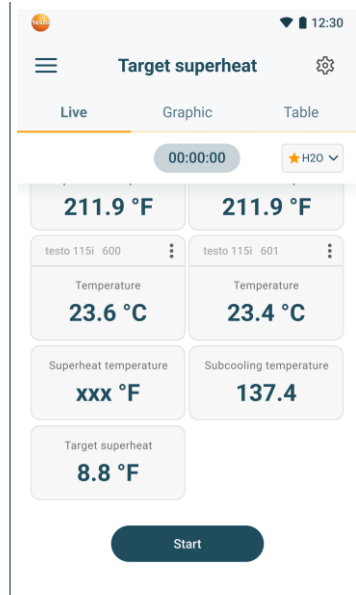 testo
12:30
Target superheat
Live Graphic Table
00:00:00 H2O
211.9 °F 211.9 °F
testo 115i 600 testo 115i 601
Temperature Temperature
23.6 °C 23.4 °C
Superheat temperature Subcooling temperature
xxx °F 137.4
Target superheat
8.8 °F
Start